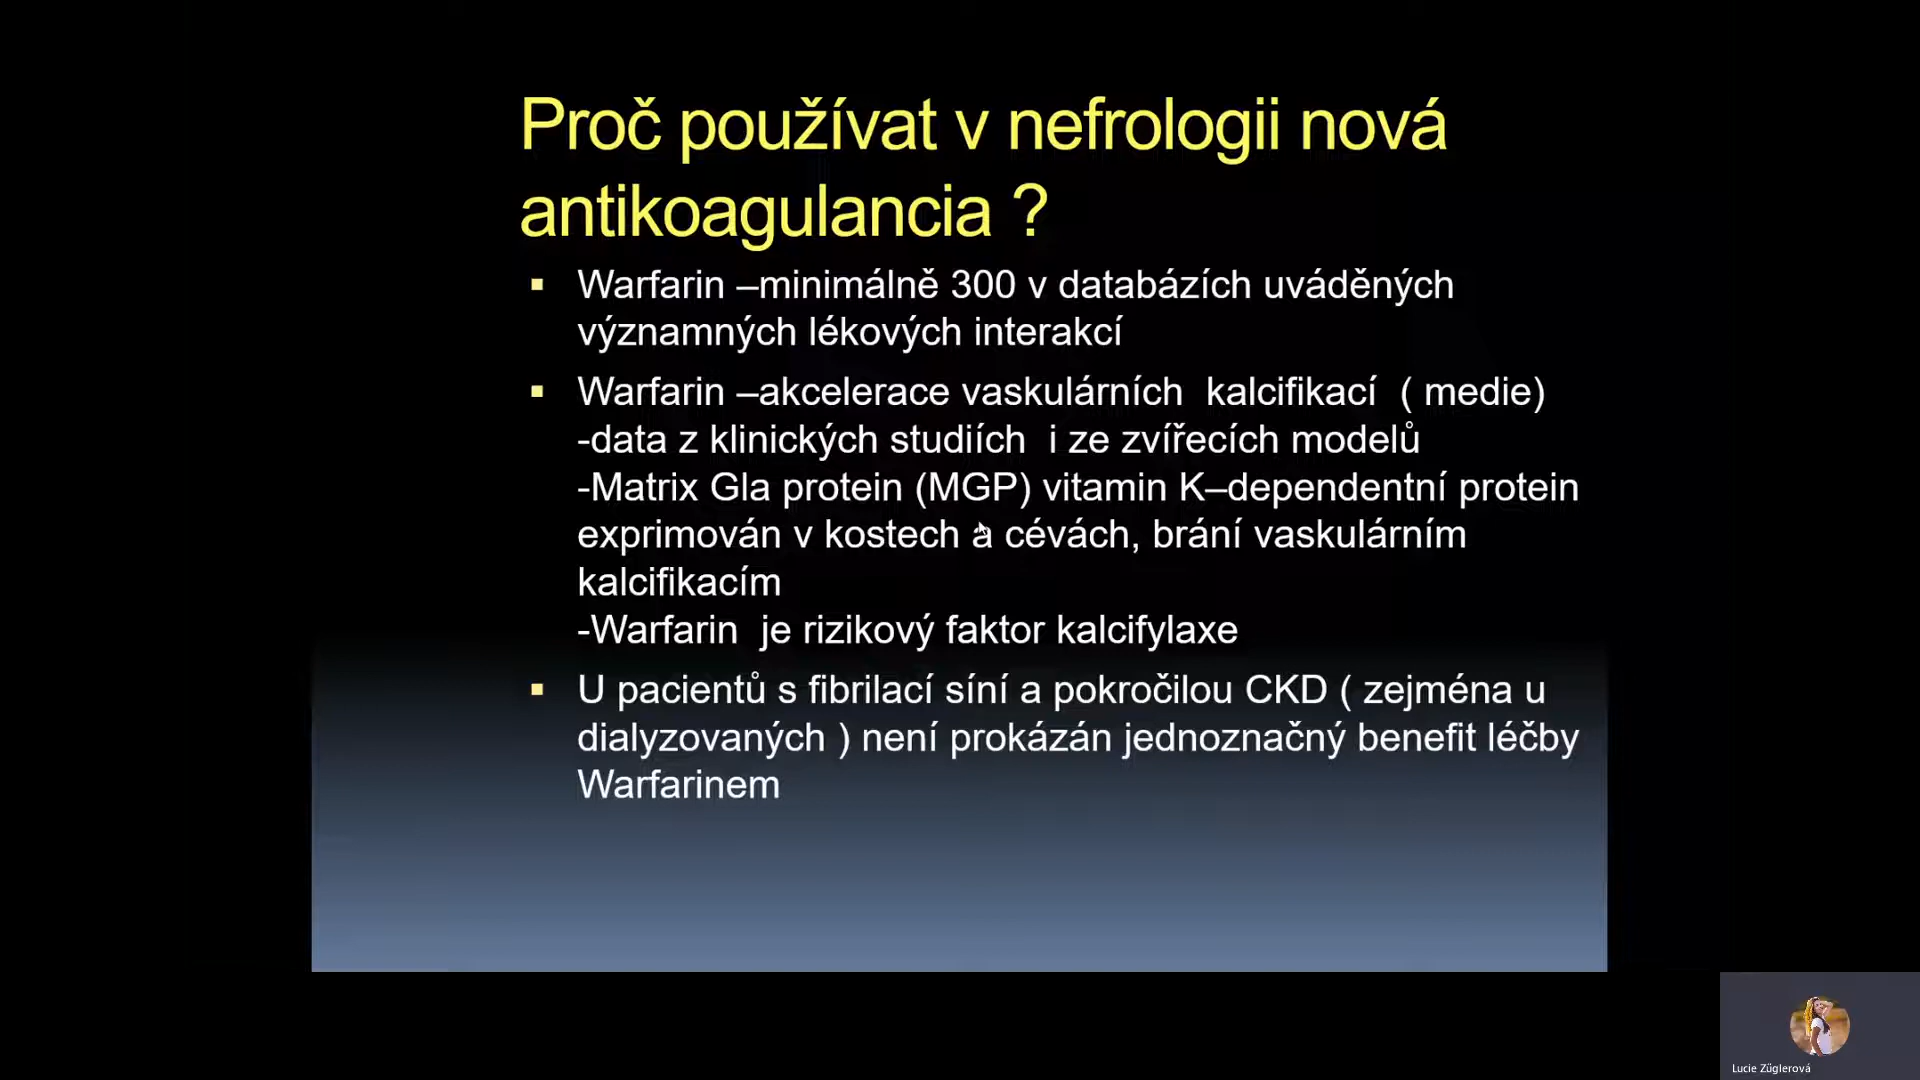 Proč používat v nefrologii nová
antikoagulancia ?
▪ Warfarin –minimálně 300 v databázích uváděných
významných lékových interakcí
▪ Warfarin –akcelerace vaskulárních kalcifikací ( medie)
-data z klinických studiích i ze zvířecích modelů
-Matrix Gla protein (MGP) vitamin K–dependentní protein
exprimován v kostech a cévách, brání vaskulárním
kalcifikacím
-Warfarin je rizikový faktor kalcifylaxe
▪ U pacientů s fibrilací síní a pokročilou CKD ( zejména u
dialyzovaných ) není prokázán jednoznačný benefit léčby
Warfarinem
Lucie Züglerová